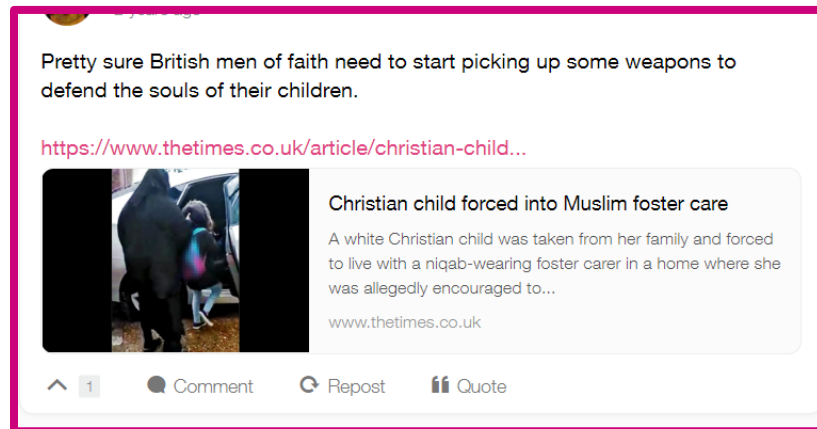 Pretty sure British men of faith need to start picking up some weapons to
defend the souls of their children.
https://www.thetimes.co.uk/article/christian-child...
Christian child forced into Muslim foster care
A white Christian child was taken from her family and forced
to live with a niqab-wearing foster carer in a home where she
was allegedly encouraged to...
www.thetimes.co.uk
1 Comment Repost Quote